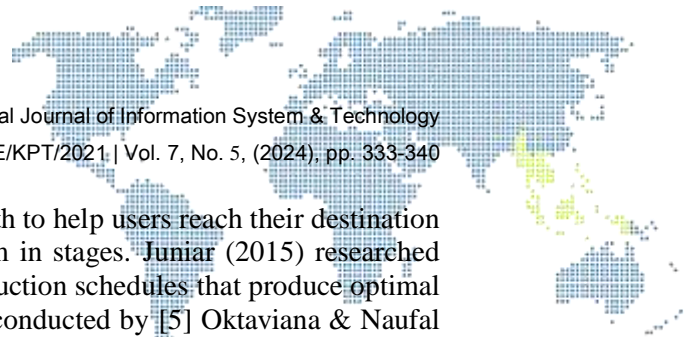 al Journal of Information System & Technology
E/KPT/2021 | Vol. 7, No. 5, (2024), pp. 333-340
th to help users reach their destination
n in stages. Juniar (2015) researched
uction schedules that produce optimal
conducted by [5] Oktaviana & Naufal